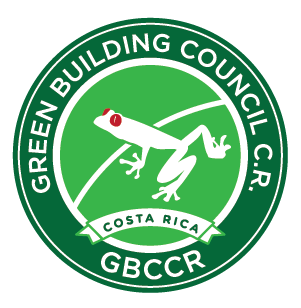 GREEN BUILDING COUNCIL C.R.
COSTA RICA
GBCCR